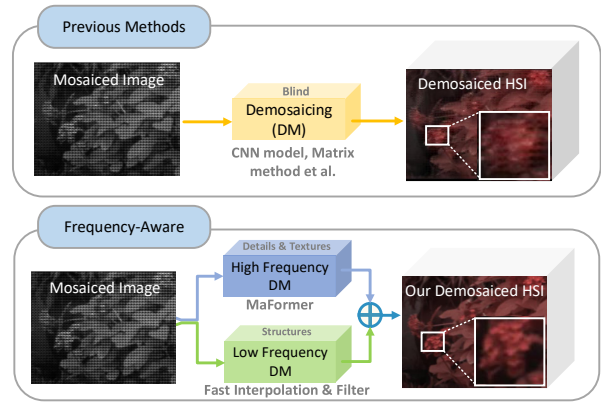 Previous Methods
Mosaiced Image
Blind
Demosaicing
(DM)
CNN model, Matrix
method et al.
Demosaiced HSI
Frequency-Aware
Mosaiced Image
Details & Textures
High Frequency
DM
MaFormer
Structures
Low Frequency
DM
Fast Interpolation & Filter
Our Demosaiced HSI